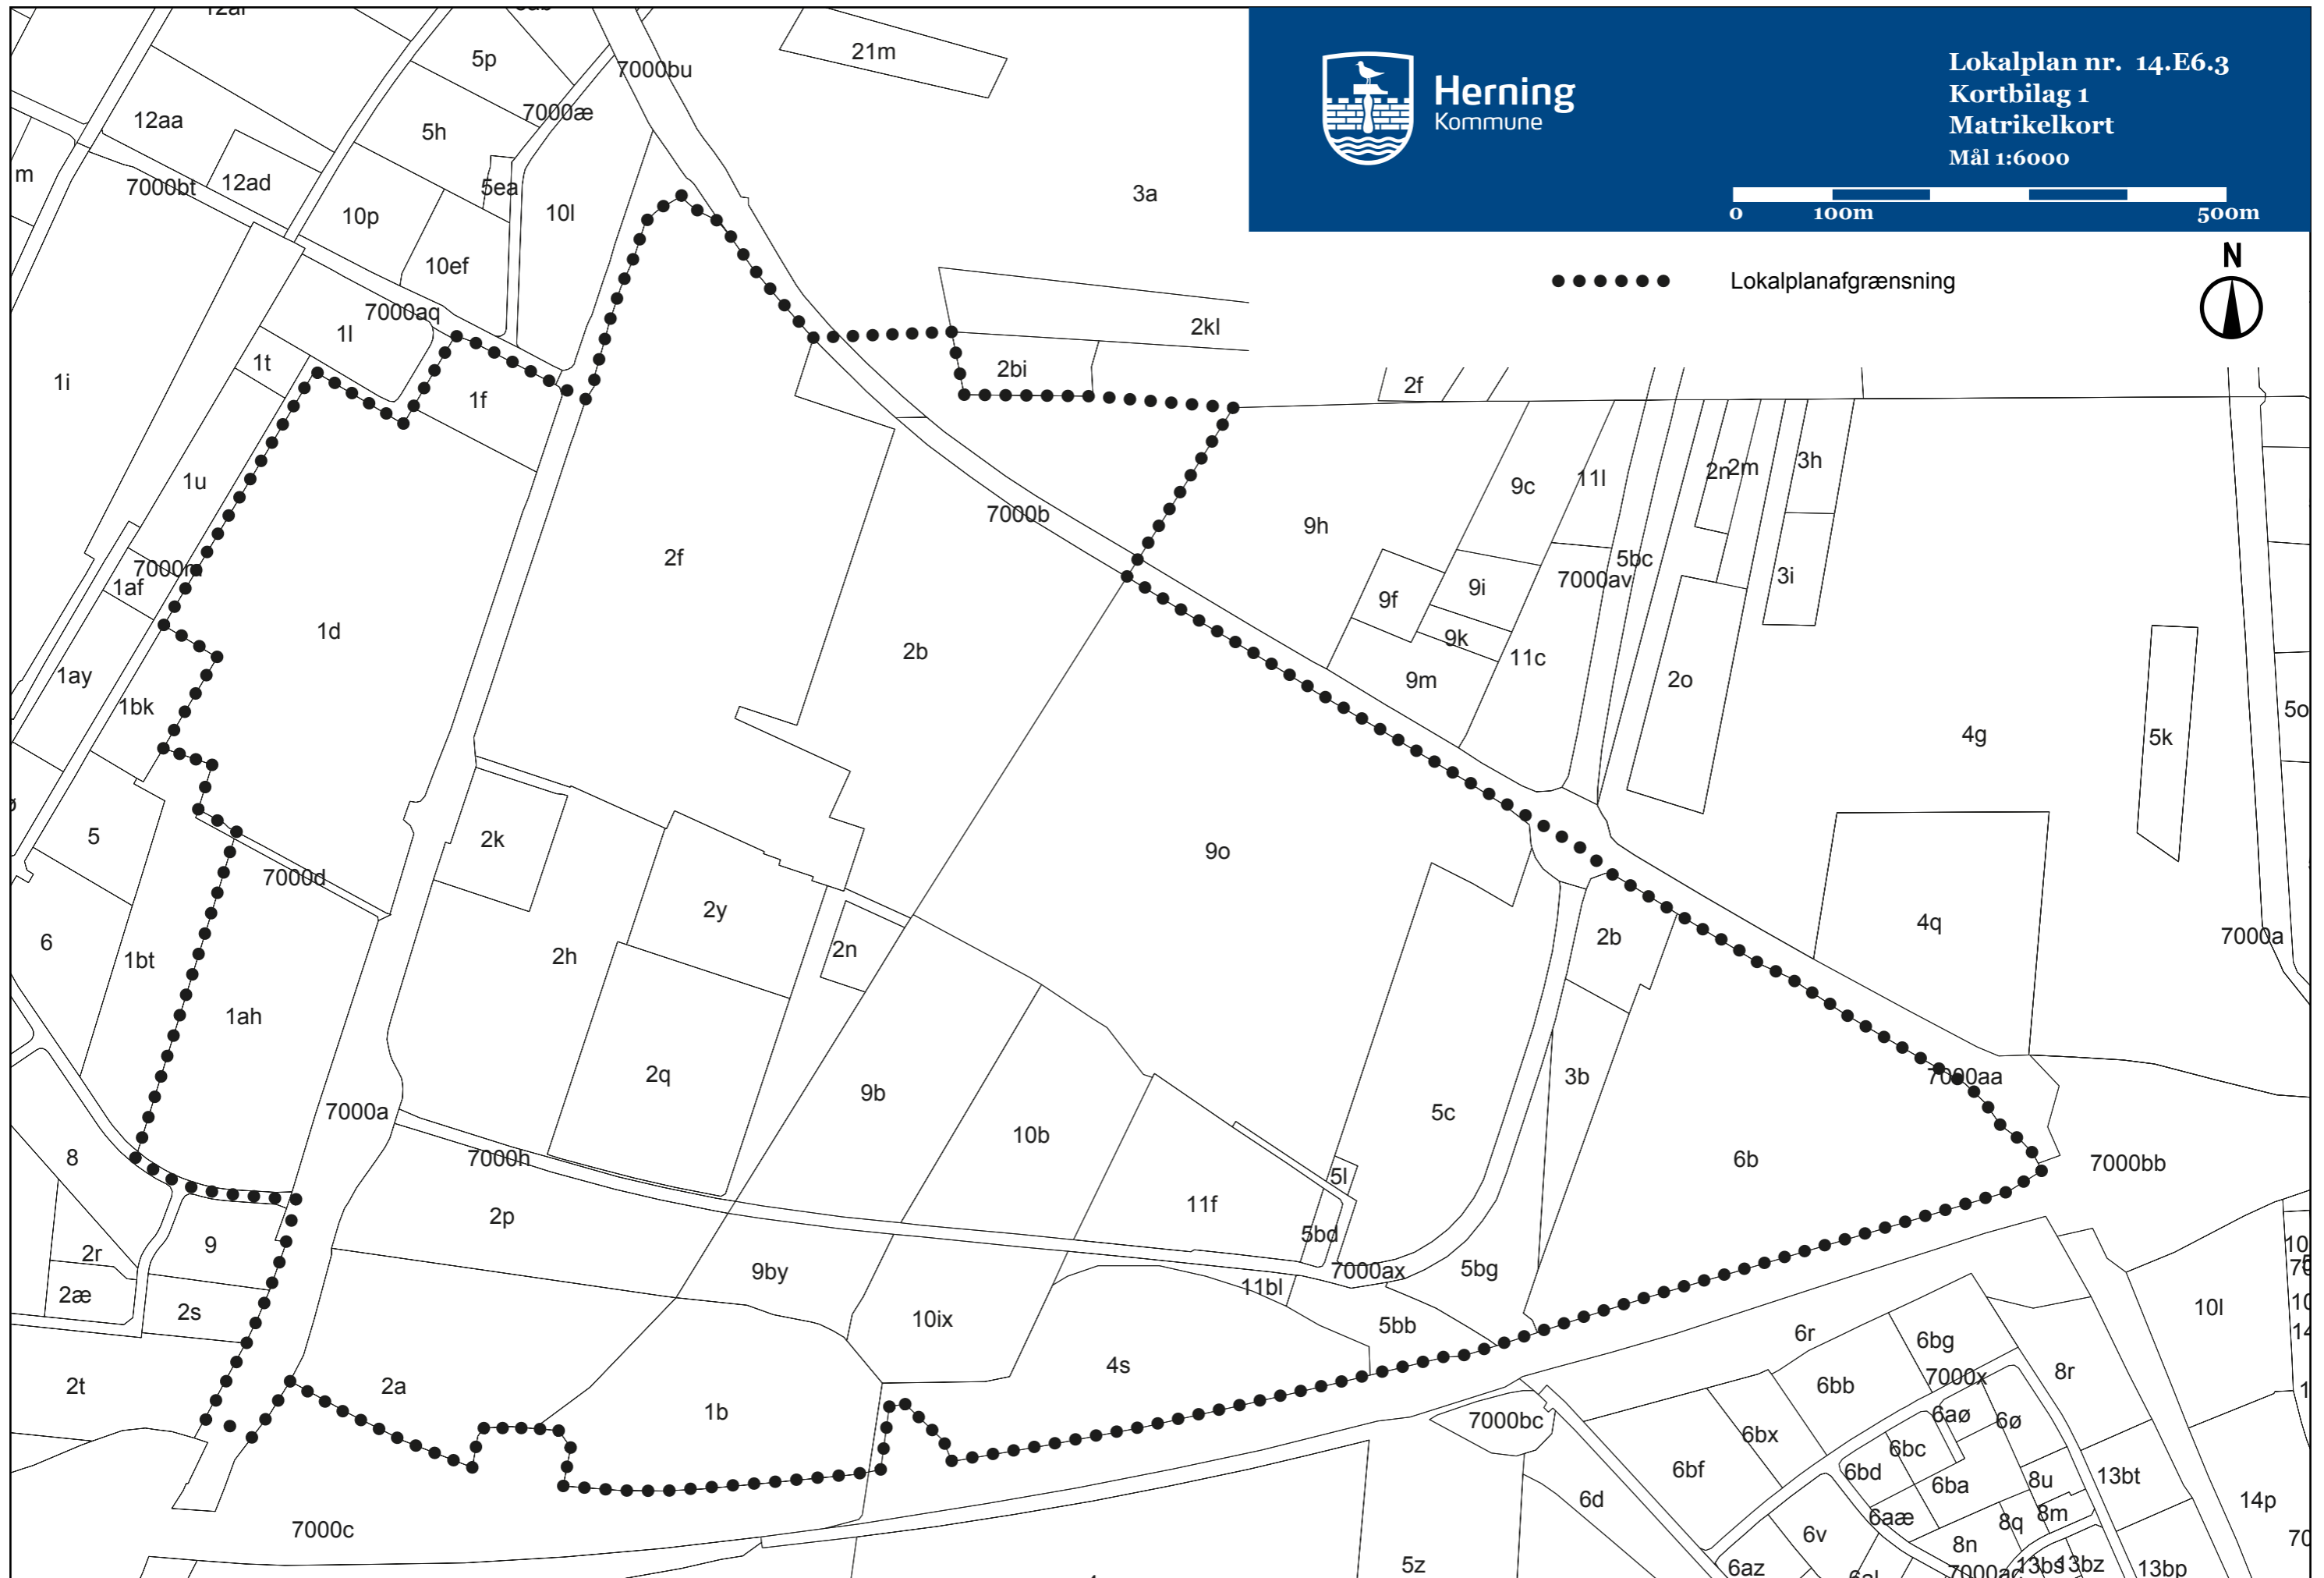 Herning
Kommune
Lokalplan nr. 14.E6.3
Kortbilag 1
Matrikelkort
Mål 1:6000
0 100m 500m
N
Lokalplanafgrænsning
5p
7000bu
21m
12aa
5h
7000æ
m
7000bt
12ad
5ea
10p
10l
3a
10ef
7000aq
1l
2kl
1t
2bi
1i
1f
2f
1u
9c
11l
2n
2m
3h
7000b
9h
2f
5bc
7000av
3i
1af
9f
9i
1d
9k
2b
11c
1ay
9m
2o
1bk
5o
4g
5k
5
2k
9o
7000d
2y
4q
6
2h
2n
2b
7000a
1bt
1ah
2q
9b
3b
7000aa
7000a
5c
10b
8
7000h
6b
7000bb
5l
11f
2p
5bd
9
2r
9by
7000ax
5bg
11bl
2æ
2s
10ix
10l
5bb
6r
6bg
4s
8r
2t
2a
6bb
7000x
1b
7000bc
6aø
6ø
6bx
6bc
6bf
6bd
13bt
8u
6ba
6d
14p
8m
6aæ
8q
7000c
6v
8n
5z
6az
13bz
13bp